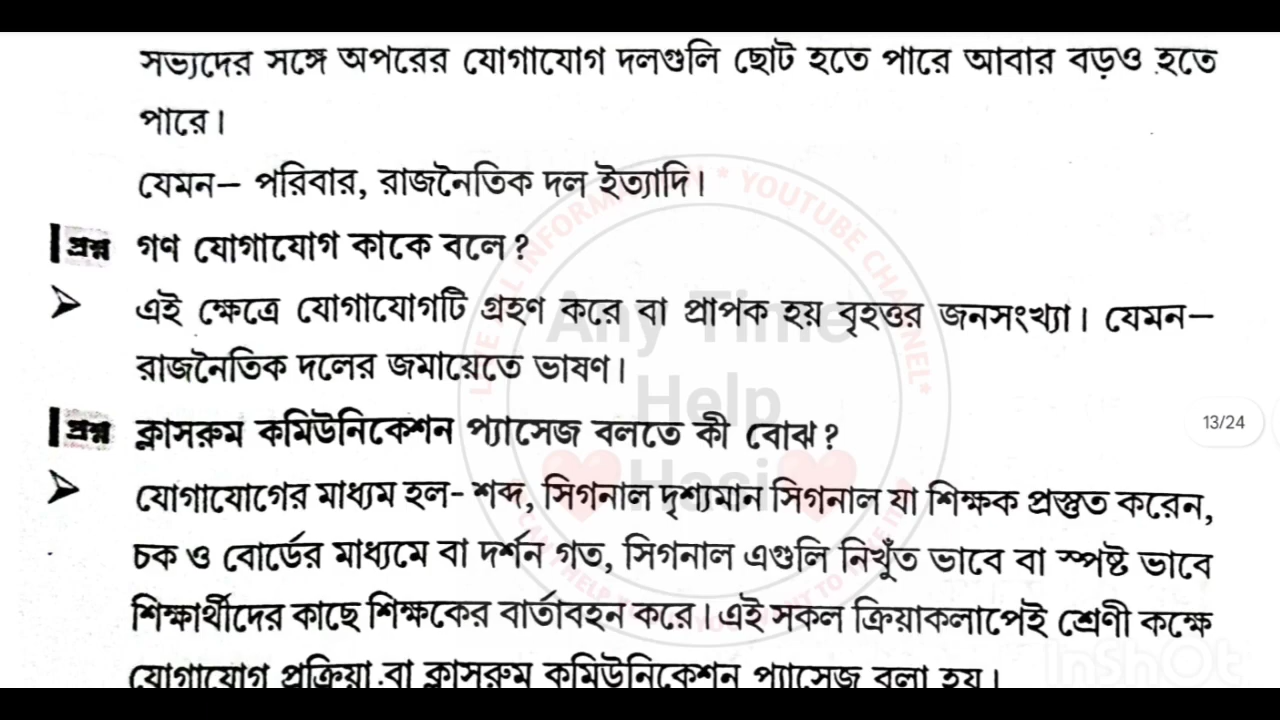 সভ্যদের সঙ্গে অপরের যোগাযোগ দলগুলি ছোট হতে পারে আবার বড়ও হতে
পারে।
যেমন– পরিবার, রাজনৈতিক দল ইত্যাদি।
প্রশ্ন গণ যোগাযোগ কাকে বলে?
➤ এই ক্ষেত্রে যোগাযোগটি গ্রহণ করে বা প্রাপক হয় বৃহত্তর জনসংখ্যা। যেমন–
রাজনৈতিক দলের জমায়েতে ভাষণ।
প্রশ্ন ক্লাসরুম কমিউনিকেশন প্যাসেজ বলতে কী বোঝ?
➤ যোগাযোগের মাধ্যম হল- শব্দ, সিগনাল দৃশ্যমান সিগনাল যা শিক্ষক প্রস্তুত করেন,
চক ও বোর্ডের মাধ্যমে বা দর্শন গত, সিগনাল এগুলি নিখুঁত ভাবে বা স্পষ্ট ভাবে
শিক্ষার্থীদের কাছে শিক্ষকের বার্তাবহন করে। এই সকল ক্রিয়াকলাপেই শ্রেণী কক্ষে
যোগাযোগ প্রক্রিয়া বা ক্লাসরুম কমিউনিকেশন প্যাসেজ বলা হয়।
13/24
Any Time
Help
Hasi
INFORMATION * YOUTUBE CHANNEL*
InShOt